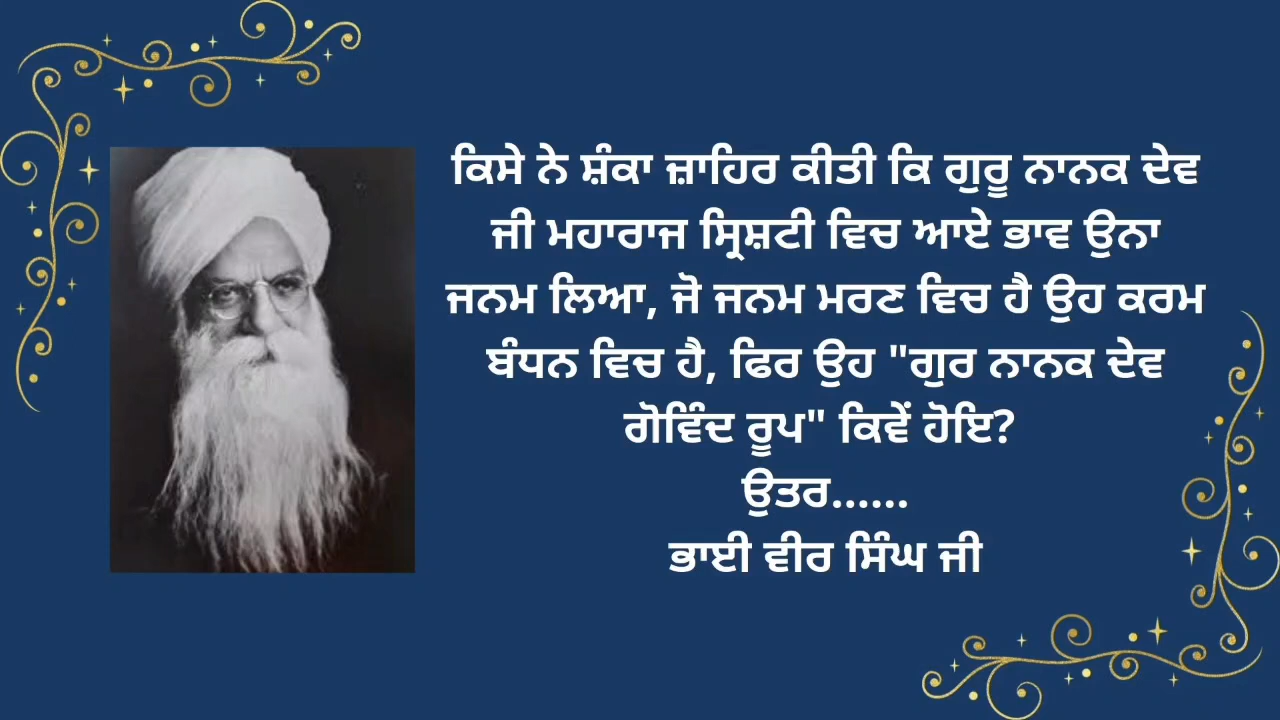 ਕਿਸੇ ਨੇ ਸ਼ੰਕਾ ਜ਼ਾਹਿਰ ਕੀਤੀ ਕਿ ਗੁਰੂ ਨਾਨਕ ਦੇਵ
ਜੀ ਮਹਾਰਾਜ ਸ੍ਰਿਸ਼ਟੀ ਵਿਚ ਆਏ ਭਾਵ ਉਨਾ
ਜਨਮ ਲਿਆ, ਜੋ ਜਨਮ ਮਰਣ ਵਿਚ ਹੈ ਉਹ ਕਰਮ
ਬੰਧਨ ਵਿਚ ਹੈ, ਫਿਰ ਉਹ "ਗੁਰ ਨਾਨਕ ਦੇਵ
ਗੋਵਿੰਦ ਰੂਪ" ਕਿਵੇਂ ਹੋਇ?
ਉਤਰ......
ਭਾਈ ਵੀਰ ਸਿੰਘ ਜੀ